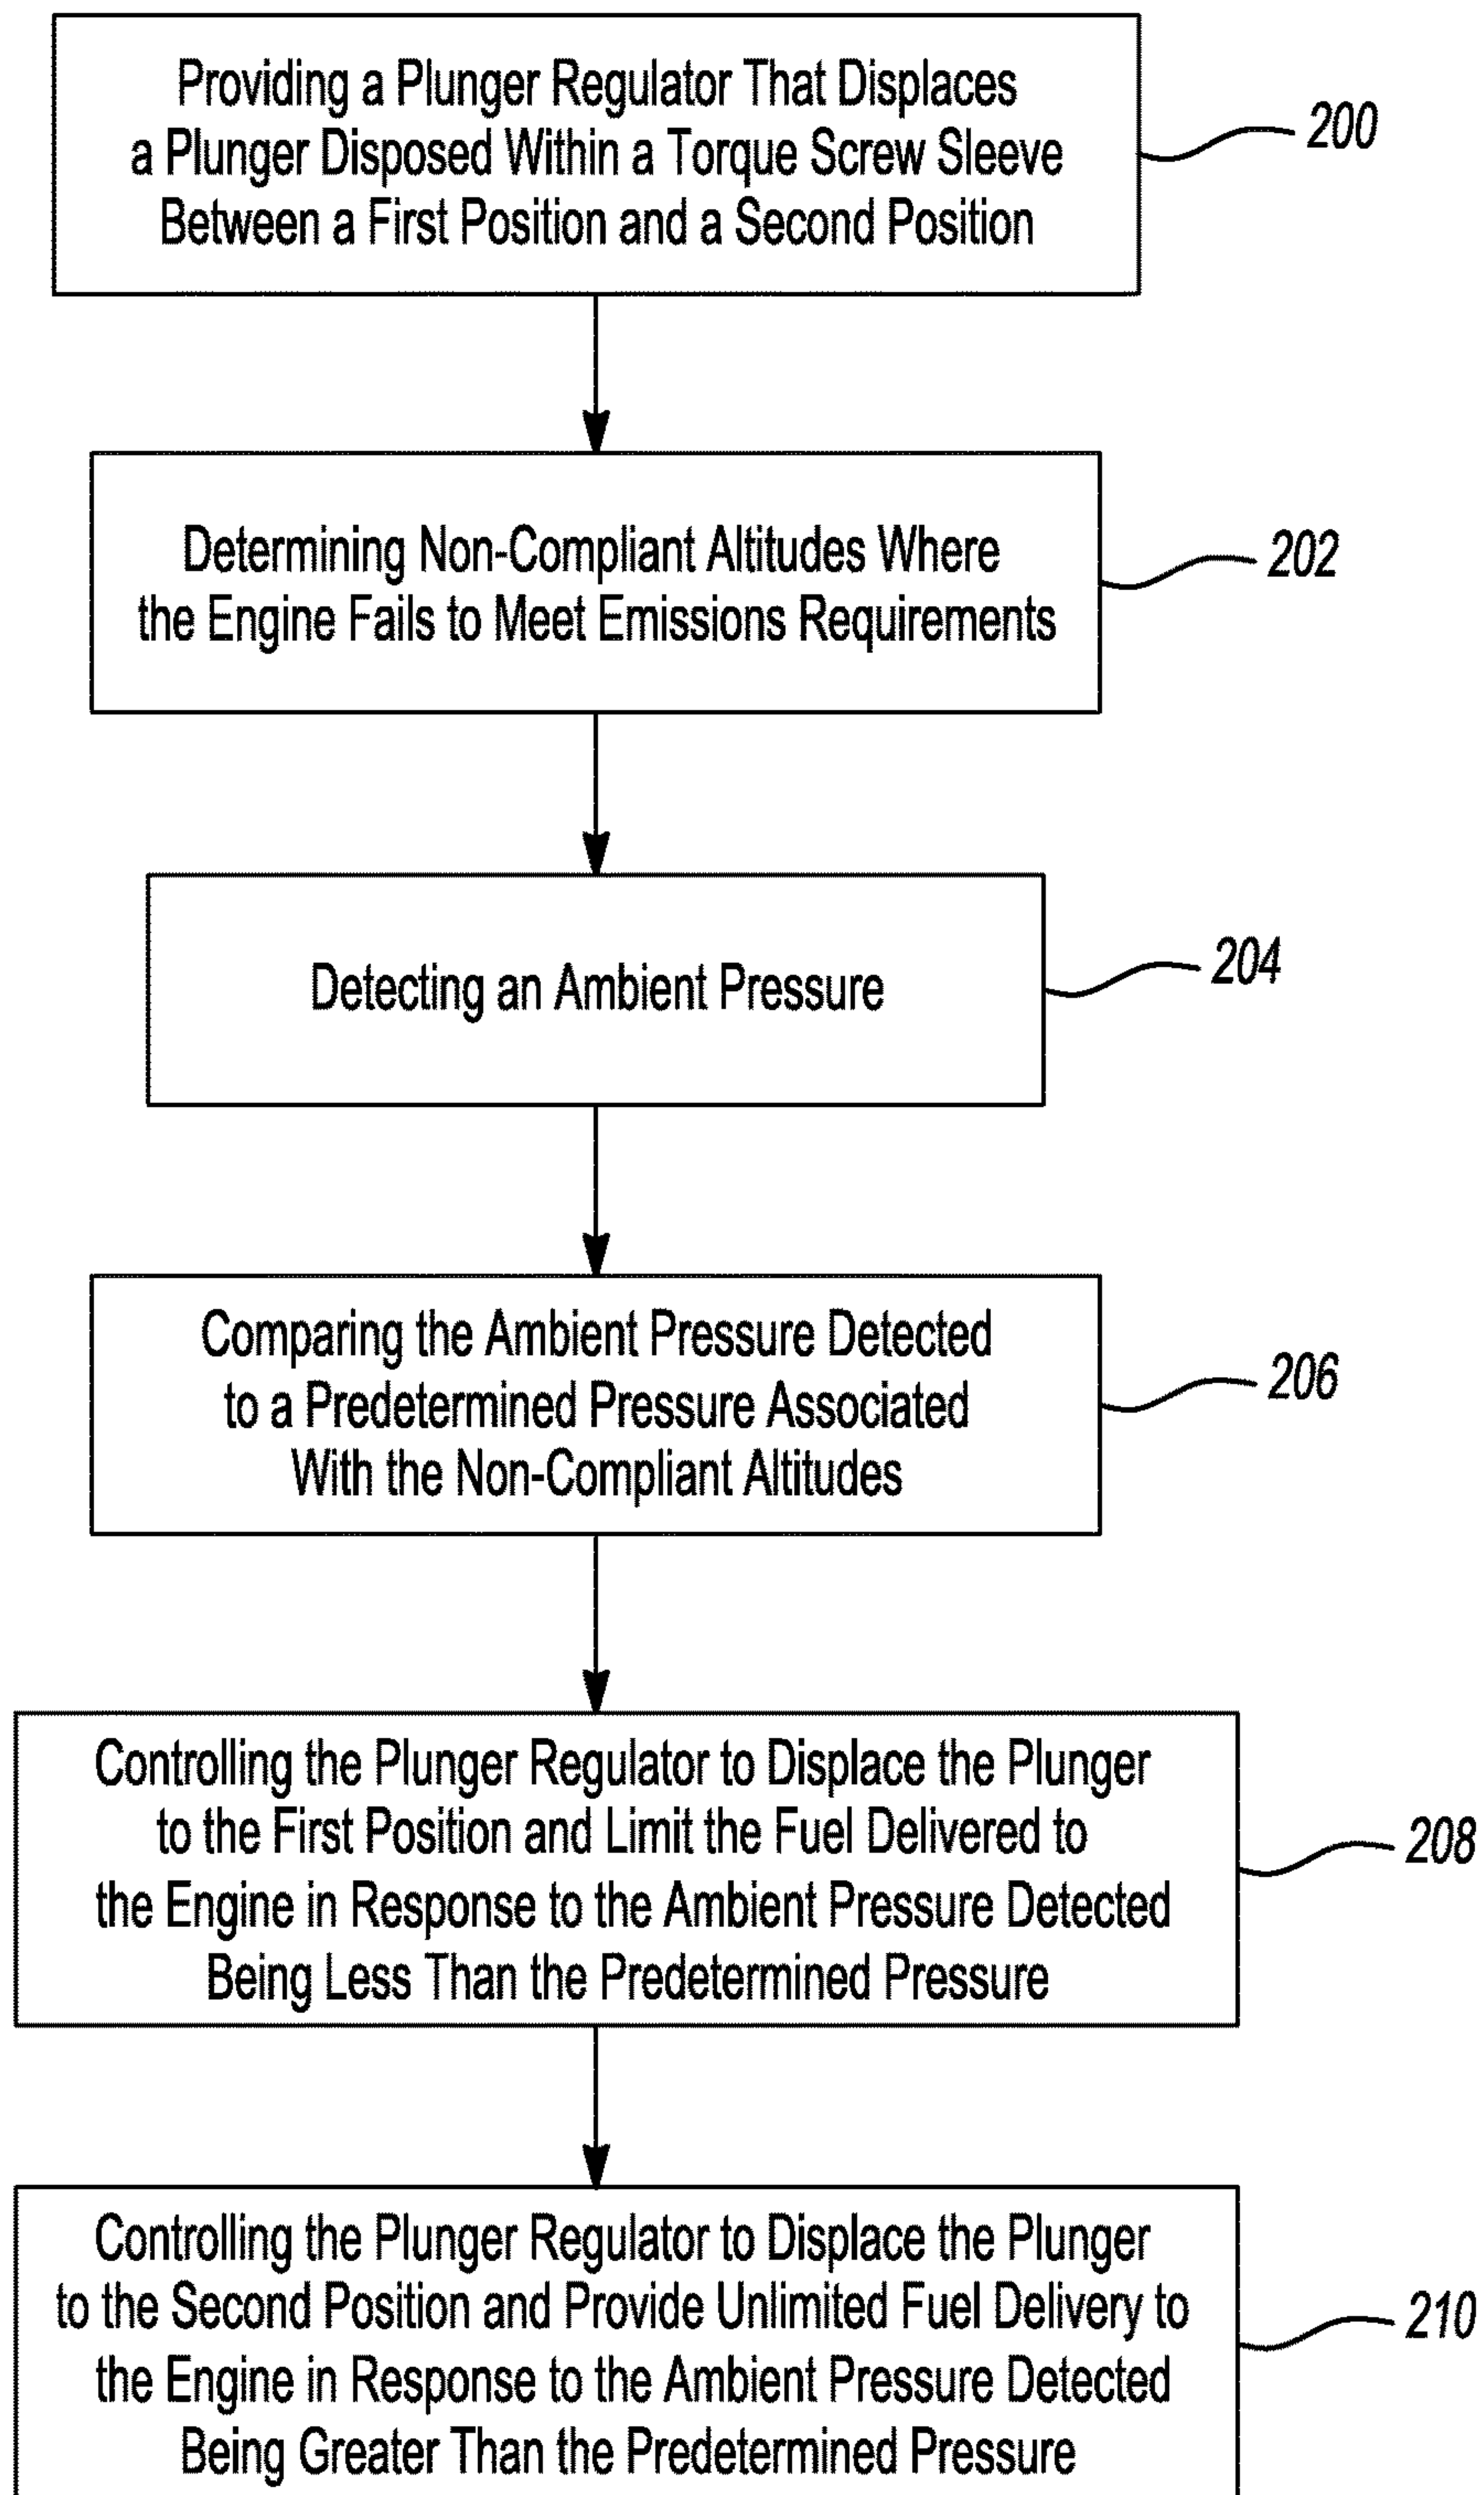 Providing a Plunger Regulator That Displaces
a Plunger Disposed Within a Torque Screw Sleeve
Between a First Position and a Second Position
200
Determining Non-Compliant Altitudes Where
the Engine Fails to Meet Emissions Requirements
202
Detecting an Ambient Pressure
204
Comparing the Ambient Pressure Detected
to a Predetermined Pressure Associated
With the Non-Compliant Altitudes
206
Controlling the Plunger Regulator to Displace the Plunger
to the First Position and Limit the Fuel Delivered to
the Engine in Response to the Ambient Pressure Detected
Being Less Than the Predetermined Pressure
208
Controlling the Plunger Regulator to Displace the Plunger
to the Second Position and Provide Unlimited Fuel Delivery to
the Engine in Response to the Ambient Pressure Detected
Being Greater Than the Predetermined Pressure
210